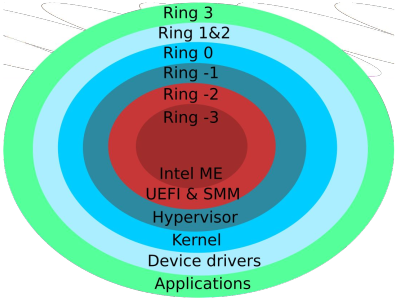 Ring 3
Ring 1&2
Ring 0
Ring -1
Ring -2
Ring -3
Intel ME
UEFI & SMM
Hypervisor
Kernel
Device drivers
Applications